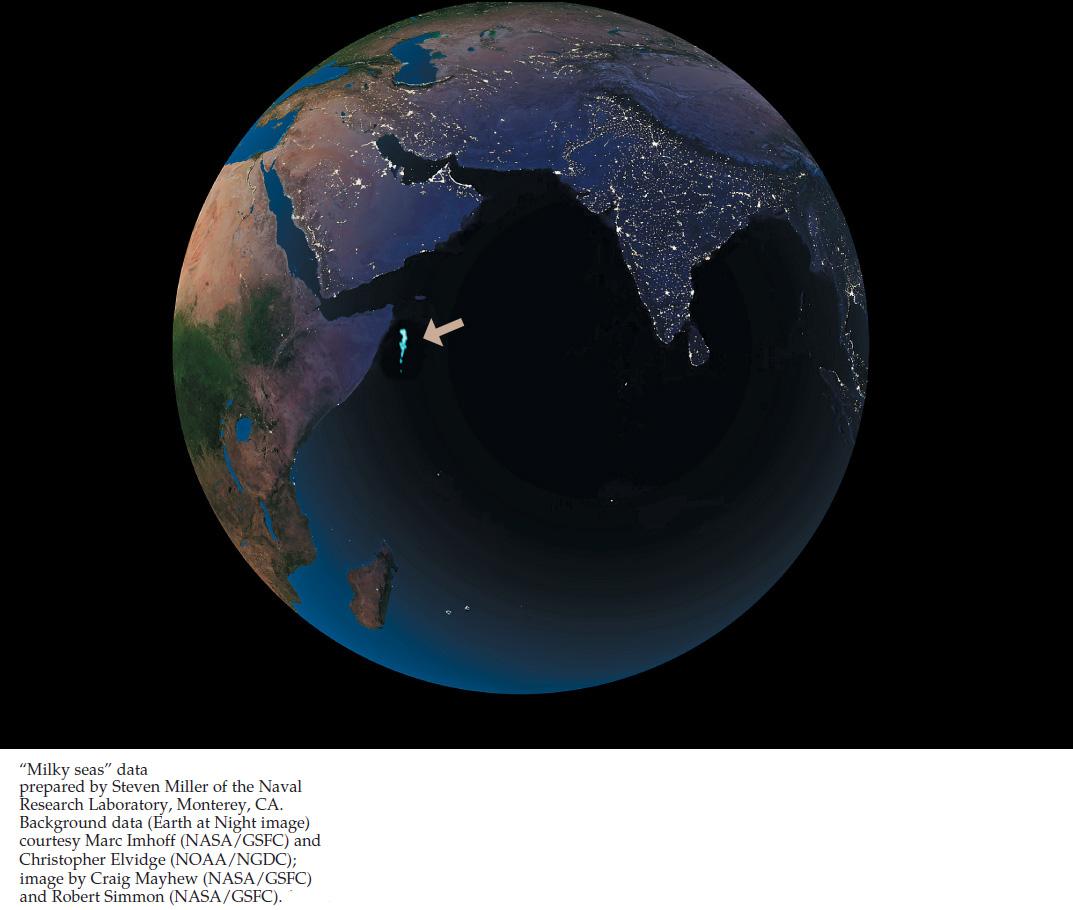 “Milky seas” data
prepared by Steven Miller of the Naval
Research Laboratory, Monterey, CA.
Background data (Earth at Night image)
courtesy Marc Imhoff (NASA/GSFC) and
Christopher Elvidge (NOAA/NGDC);
image by Craig Mayhew (NASA/GSFC)
and Robert Simmon (NASA/GSFC).